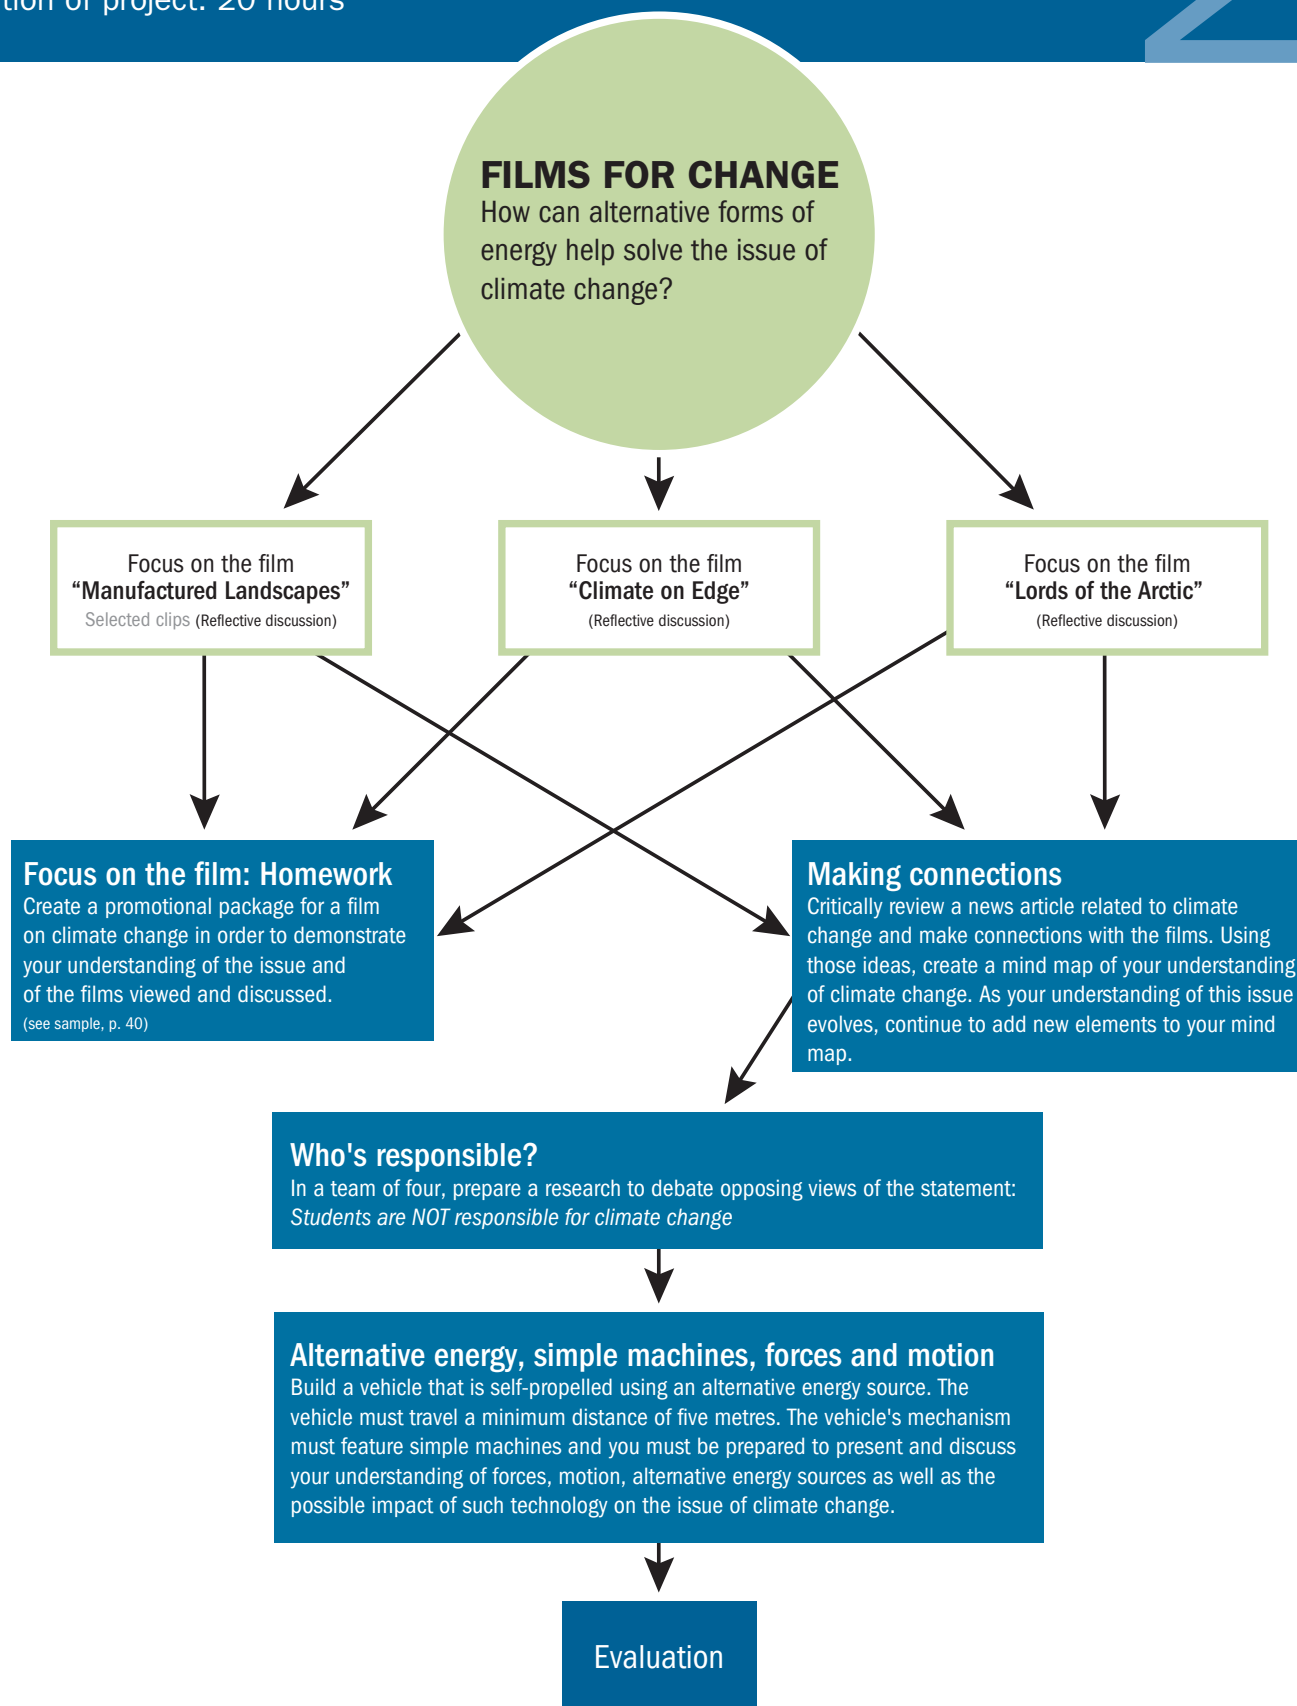 of project: 20 hours
2
FILMS FOR CHANGE
How can alternative forms of
energy help solve the issue of
climate change?
Focus on the film
“Manufactured Landscapes”
Selected clips (Reflective discussion)
Focus on the film
“Climate on Edge”
(Reflective discussion)
Focus on the film
“Lords of the Arctic”
(Reflective discussion)
Focus on the film: Homework
Create a promotional package for a film
on climate change in order to demonstrate
your understanding of the issue and
of the films viewed and discussed.
(see sample, p. 40)
Making connections
Critically review a news article related to climate
change and make connections with the films. Using
those ideas, create a mind map of your understanding
of climate change. As your understanding of this issue
evolves, continue to add new elements to your mind
map.
Who's responsible?
In a team of four, prepare a research to debate opposing views of the statement:
Students are NOT responsible for climate change
Alternative energy, simple machines, forces and motion
Build a vehicle that is self-propelled using an alternative energy source. The
vehicle must travel a minimum distance of five metres. The vehicle's mechanism
must feature simple machines and you must be prepared to present and discuss
your understanding of forces, motion, alternative energy sources as well as the
possible impact of such technology on the issue of climate change.
Evaluation